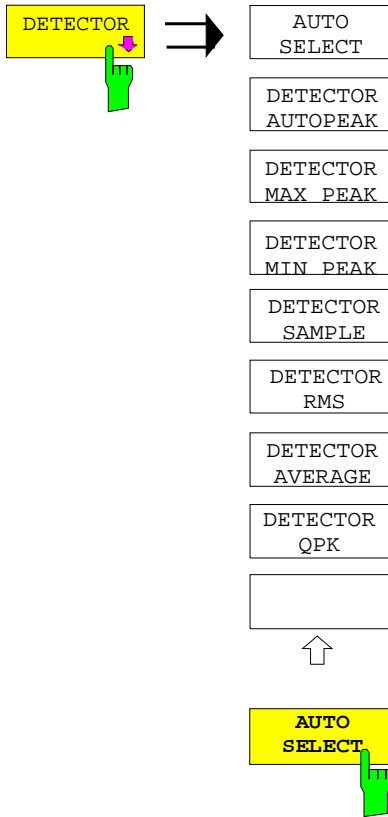 DETECTOR
AUTO
SELECT
DETECTOR
AUTOPEAK
DETECTOR
MAX PEAK
DETECTOR
MIN PEAK
DETECTOR
SAMPLE
DETECTOR
RMS
DETECTOR
AVERAGE
DETECTOR
QPK
AUTO
SELECT